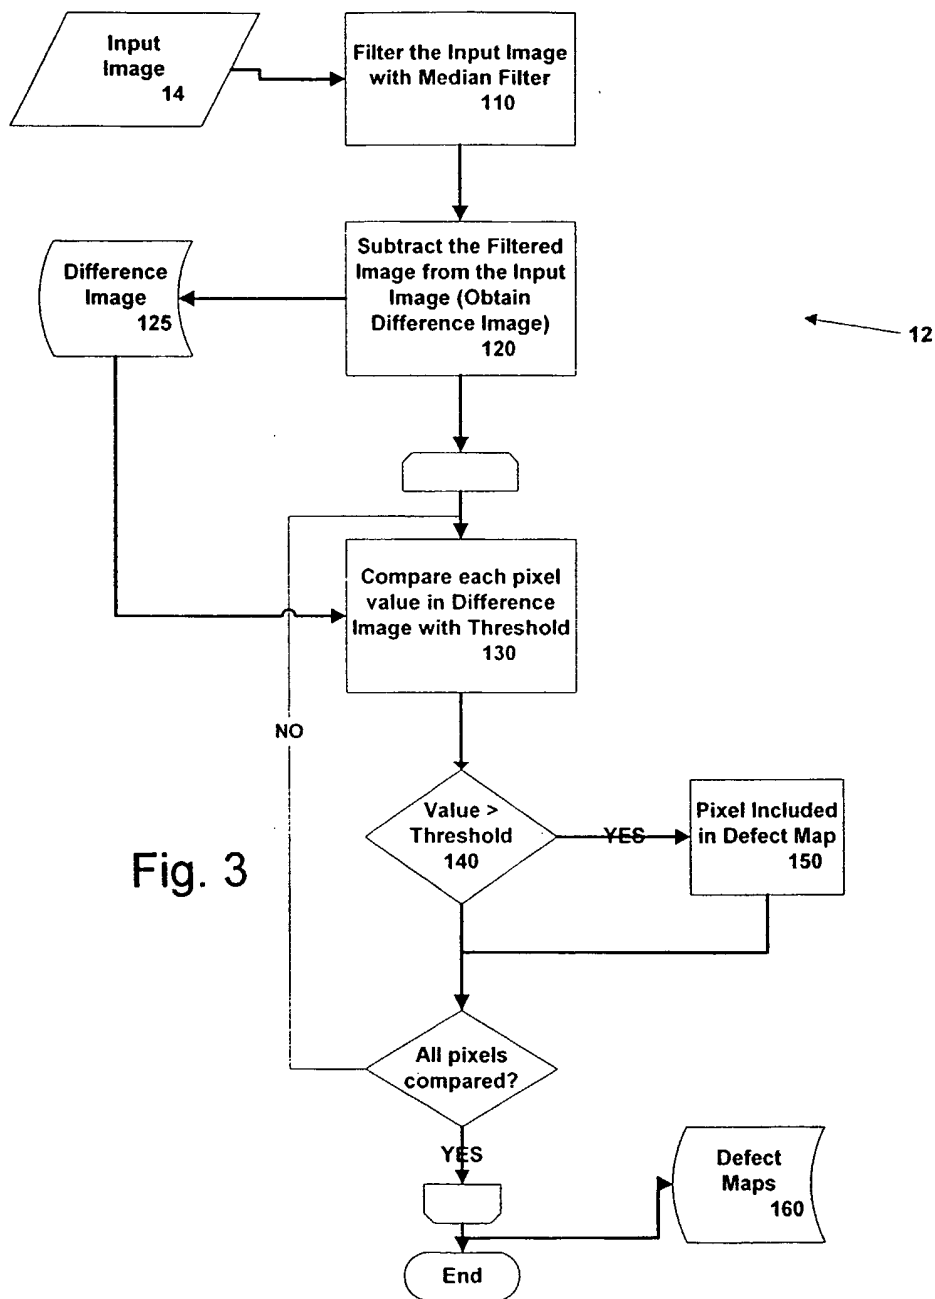 Input
Image
14
Filter the Input Image
with Median Filter
110
Subtract the Filtered
Image from the Input
Image (Obtain
Difference Image)
120
Difference
Image
125
12
Compare each pixel
value in Difference
Image with Threshold
130
NO
Value >
Threshold
140
YES
Pixel Included
in Defect Map
150
Fig. 3
All pixels
compared?
YES
Defect
Maps
160
End